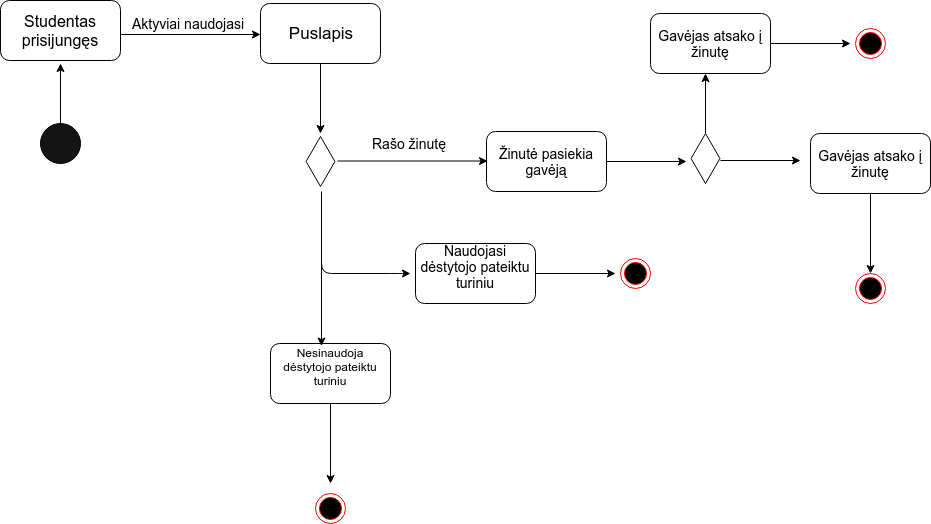 Studentas
prisijungęs
Aktyviai naudojasi
Puslapis
Gavėjas atsako į
žinutę
Rašo žinutę
Žinutė pasiekia
gavėją
Gavėjas atsako į
žinutę
Naudojasi
dėstytojo pateiktu
turiniu
Nesinaudoja
dėstytojo pateiktu
turiniu